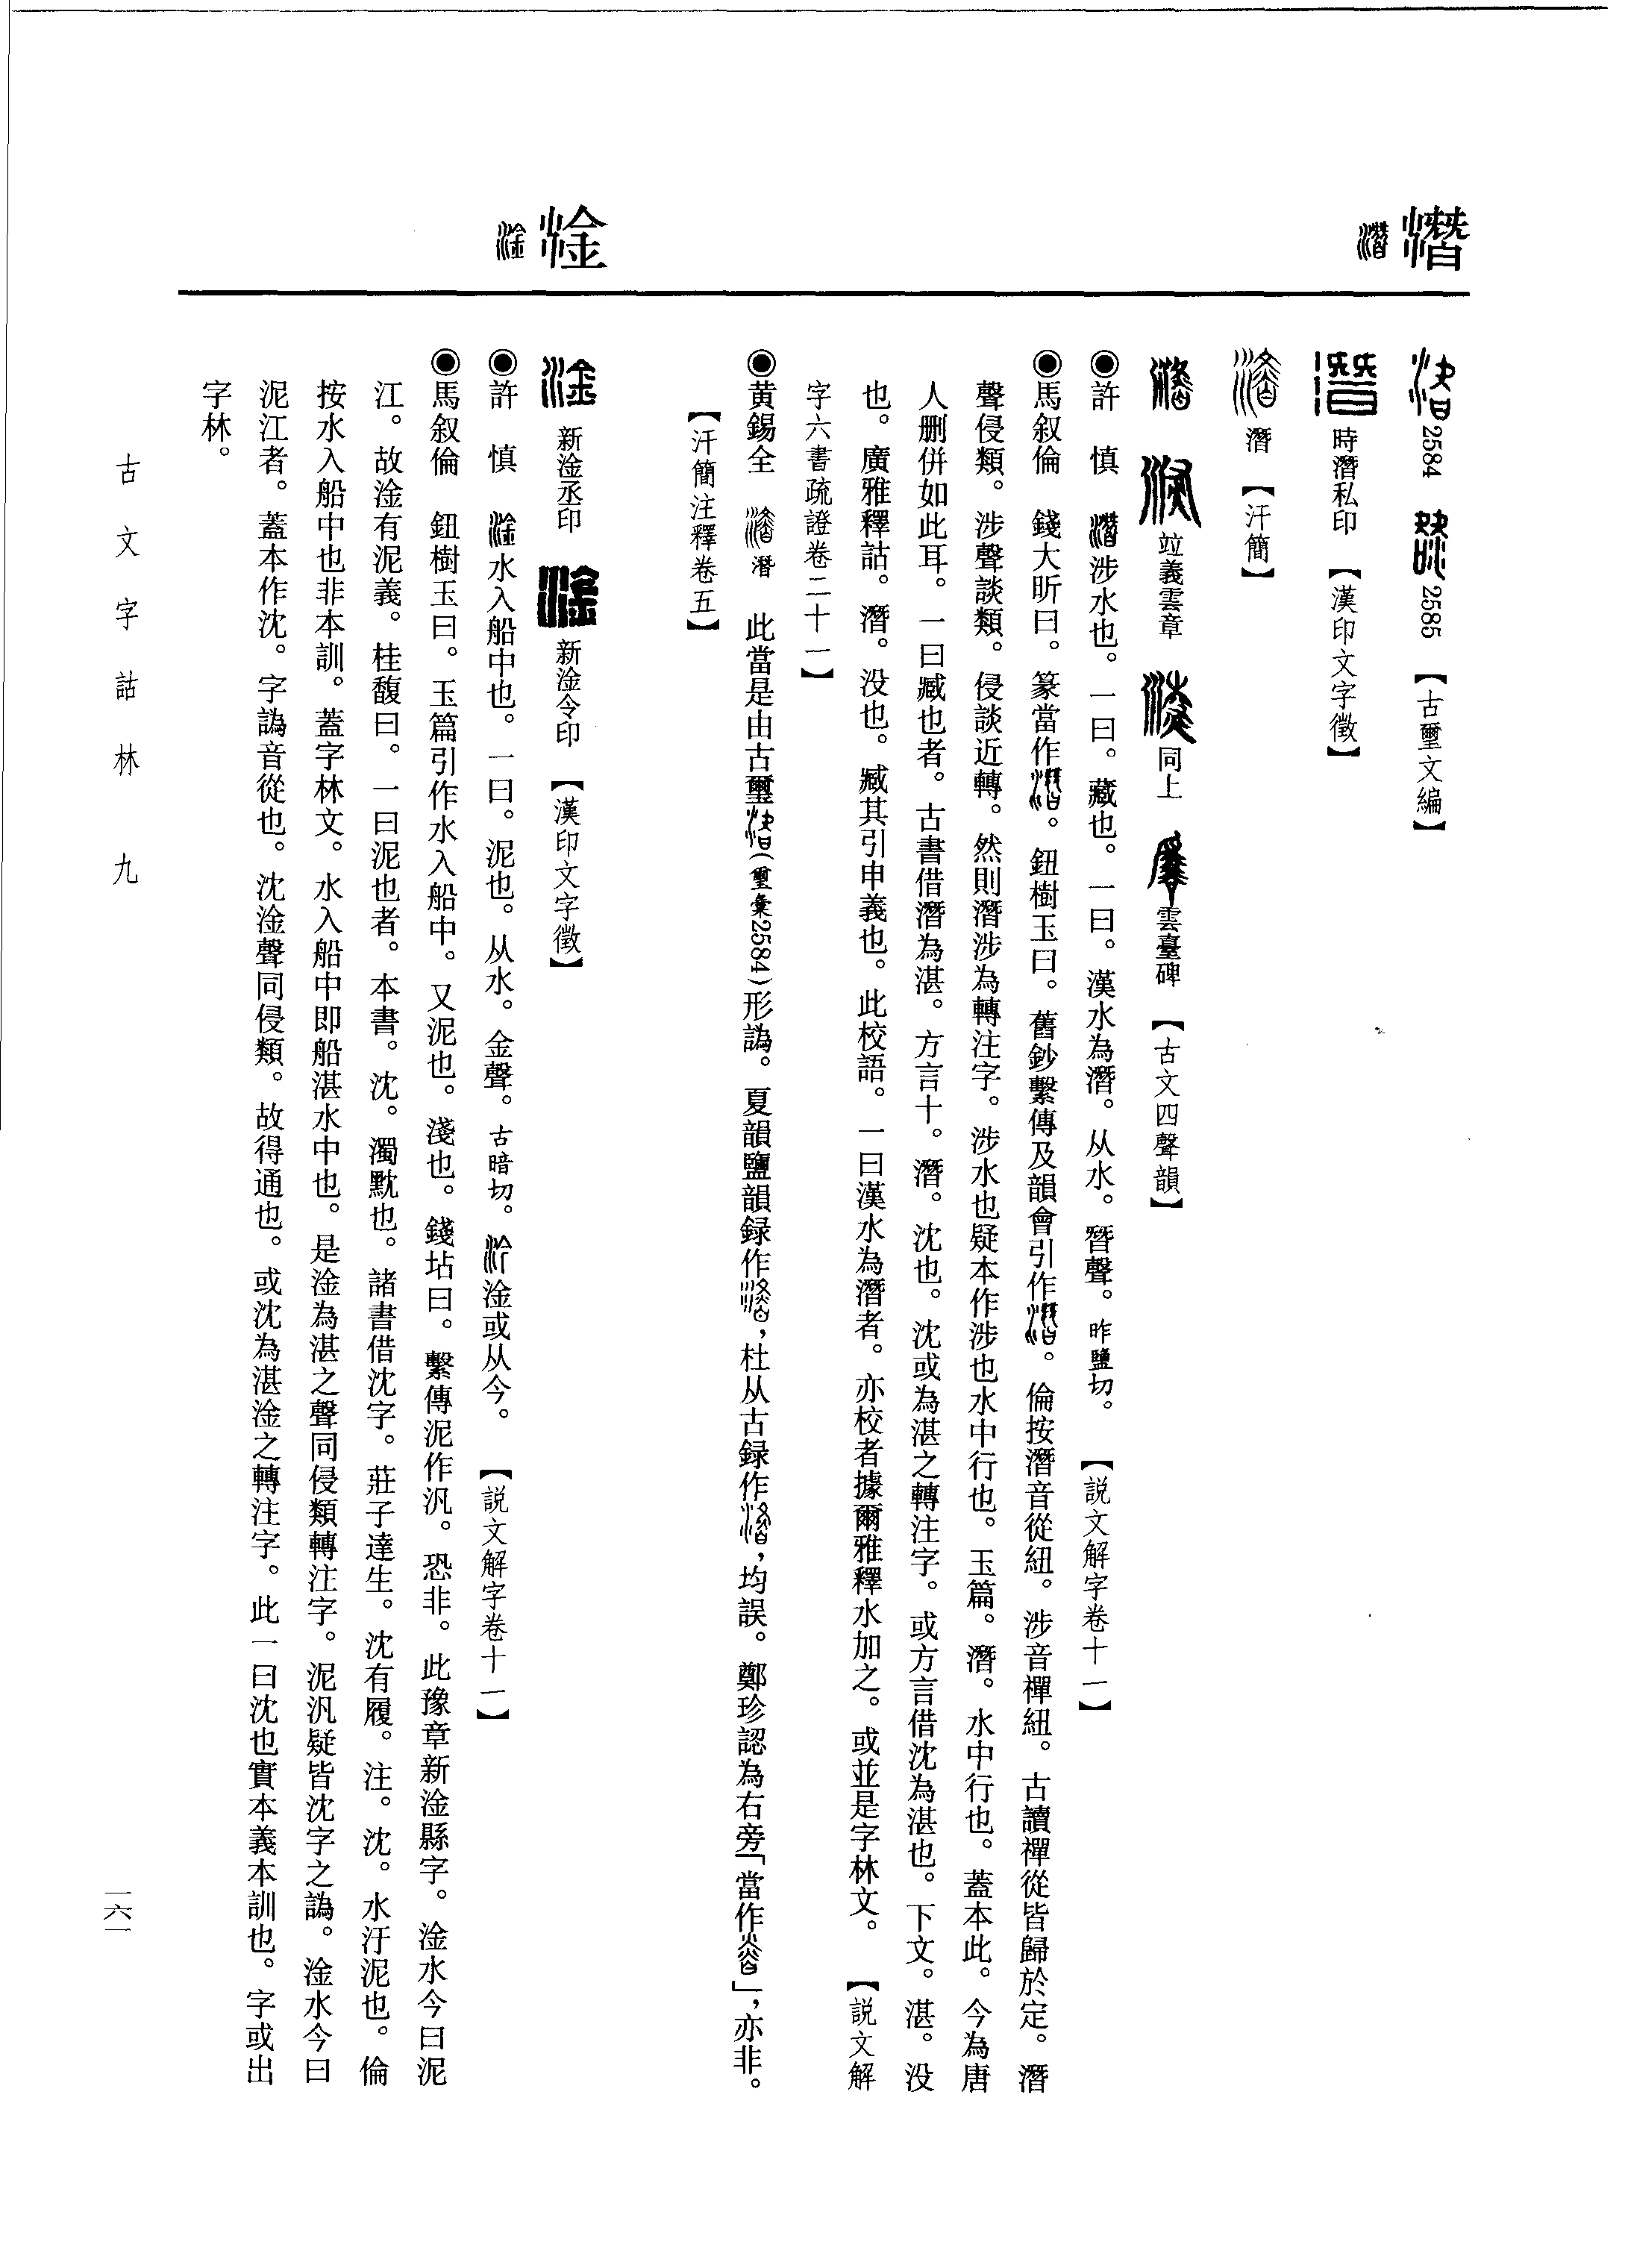 潛
2584 2585 【古璽文編】
時潛私印 【漢印文字徵】
潛 【汗簡】
竝義雲章 同上 雲臺碑 【古文四聲韻】
◉許 慎 涉水也。一曰。藏也。一曰。漢水為潛。从水。朁聲。昨鹽切。 【説文解字卷十一】
◉馬叙倫 錢大昕曰。篆當作。鈕樹玉曰。舊鈔繫傳及韻會引作。倫按潛音從紐。涉音禪紐。古讀禪從皆歸於定。潛
聲侵類。涉聲談類。侵談近轉。然則潛涉為轉注字。涉水也疑本作涉也水中行也。玉篇。潛。水中行也。蓋本此。今為唐
人删併如此耳。一曰臧也者。古書借潛為湛。方言十。潛。沈也。沈或為湛之轉注字。或方言借沈為湛也。下文。湛。没
也。廣雅釋詁。潛。没也。臧其引申義也。此校語。一曰漢水為潛者。亦校者據爾雅釋水加之。或並是字林文。 【説文解
字六書疏證卷二十一】
◉黄錫全 潛 此當是由古璽(璽彙2584)形譌。夏韻鹽韻録作,杜从古録作,均誤。鄭珍認為右旁「當作」,亦非。
【汗簡注釋卷五】
淦
新淦丞印 新淦令印 【漢印文字徵】
◉許 慎 水入船中也。一曰。泥也。从水。金聲。古暗切。淦或从今。 【説文解字卷十一】
◉馬叙倫 鈕樹玉曰。玉篇引作水入船中。又泥也。淺也。錢坫曰。繫傳泥作汎。恐非。此豫章新淦縣字。淦水今曰泥
江。故淦有泥義。桂馥曰。一曰泥也者。本書。沈。濁黕也。諸書借沈字。莊子達生。沈有履。注。沈。水汙泥也。倫
按水入船中也非本訓。蓋字林文。水入船中即船湛水中也。是淦為湛之聲同侵類轉注字。泥汎疑皆沈字之譌。淦水今曰
泥江者。蓋本作沈。字譌音從也。沈淦聲同侵類。故得通也。或沈為湛淦之轉注字。此一曰沈也實本義本訓也。字或出
字林。
古文字詁林 九
一六一